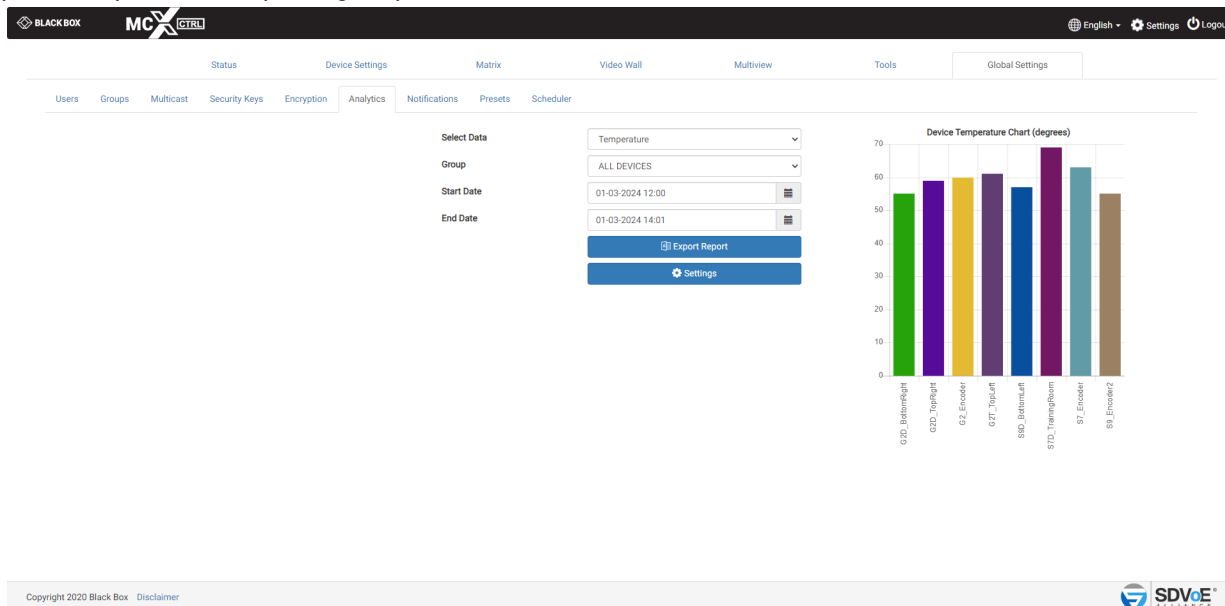 BLACK BOX
MCX CTRL
English
Settings
Logou
Status
Device Settings
Matrix
Video Wall
Multiview
Tools
Global Settings
Users
Groups
Multicast
Security Keys
Encryption
Analytics
Notifications
Presets
Scheduler
Select Data
Temperature
Group
ALL DEVICES
Start Date
01-03-2024 12:00
End Date
01-03-2024 14:01
Export Report
Settings
Device Temperature Chart (degrees)
70
60
50
40
30
20
10
0
G2D_BottomRight
G2D_TopRight
G2_Encoder
G2T_TopLeft
S9D_BottomLeft
S7D_TrainingRoom
S7_Encoder
S9_Encoder2
Copyright 2020 Black Box Disclaimer
SDVoE